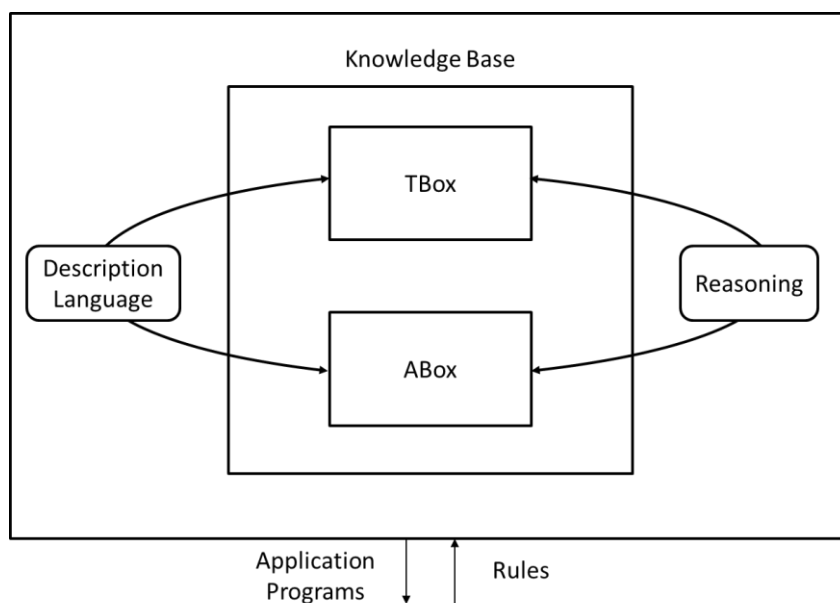 Knowledge Base
TBox
Description
Language
Reasoning
ABox
Application
Programs
Rules